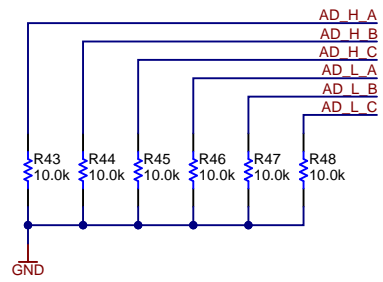 AD_H_A
AD_H_B
AD_H_C
AD_L_A
AD_L_B
AD_L_C
R43 R44 R45 R46 R47 R48
10.0k 10.0k 10.0k 10.0k 10.0k 10.0k
GND